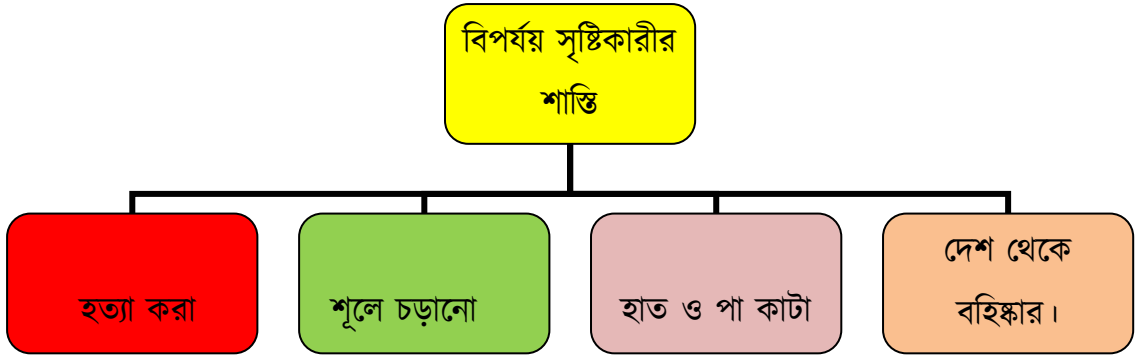 বিপর্যয় সৃষ্টিকারীর
শাস্তি
হত্যা করা
শূলে চড়ানো
হাত ও পা কাটা
দেশ থেকে
বহিষ্কার।